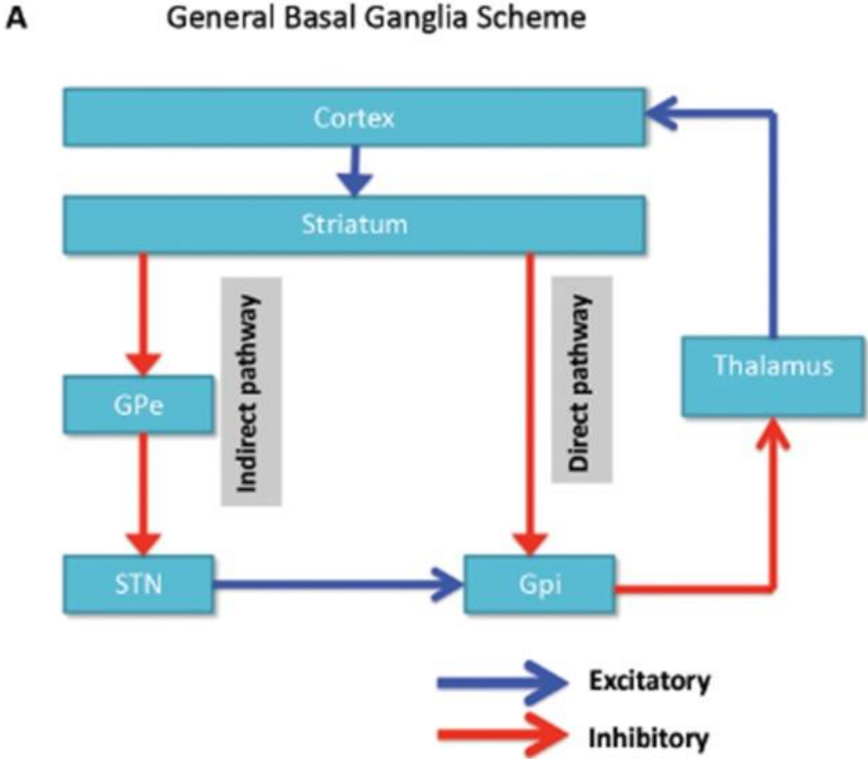 A
General Basal Ganglia Scheme
Cortex
Striatum
Indirect pathway
Direct pathway
Thalamus
GPe
STN
Gpi
Excitatory
Inhibitory